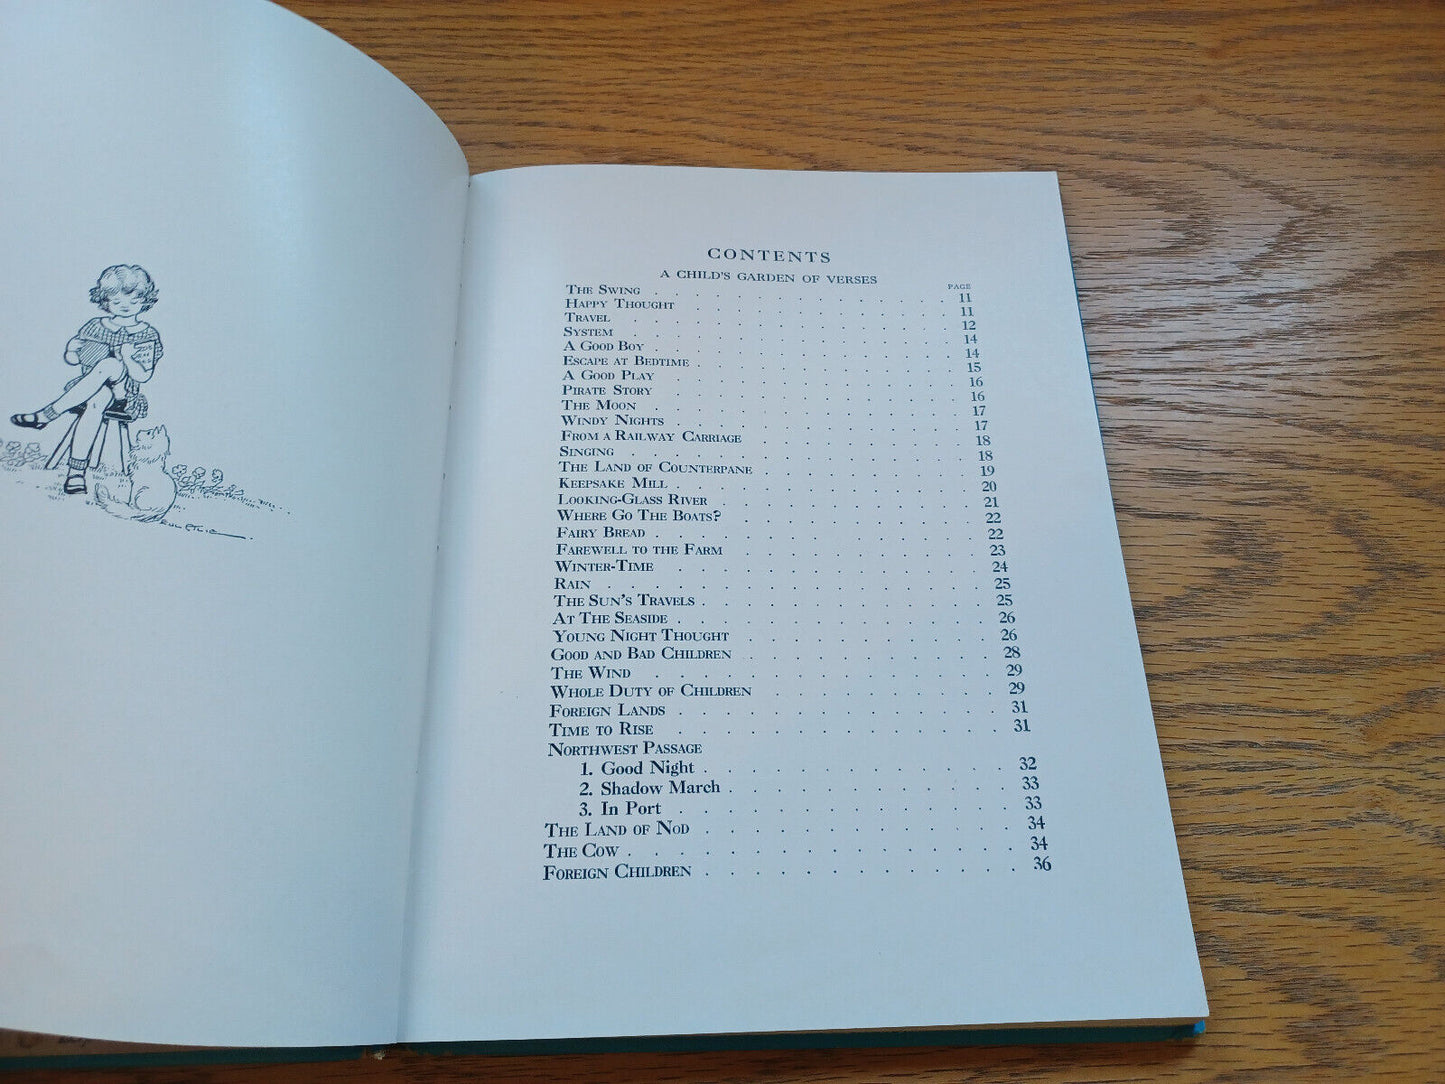 CONTENTS
A CHILD'S GARDEN OF VERSES
PAGE
THE SWING 11
HAPPY THOUGHT 11
TRAVEL 12
SYSTEM 14
A GOOD BOY 14
ESCAPE AT BEDTIME 15
A GOOD PLAY 16
PIRATE STORY 16
THE MOON 17
WINDY NIGHTS 17
FROM A RAILWAY CARRIAGE 18
SINGING 18
THE LAND OF COUNTERPANE 19
KEEPSAKE MILL 20
LOOKING-GLASS RIVER 21
WHERE GO THE BOATS? 22
FAIRY BREAD 22
FAREWELL TO THE FARM 23
WINTER-TIME 24
RAIN 25
THE SUN'S TRAVELS 25
AT THE SEASIDE 26
YOUNG NIGHT THOUGHT 26
GOOD AND BAD CHILDREN 28
THE WIND 29
WHOLE DUTY OF CHILDREN 29
FOREIGN LANDS 31
TIME TO RISE 31
NORTHWEST PASSAGE
1. Good Night 32
2. Shadow March 33
3. In Port 33
THE LAND OF NOD 34
THE COW 34
FOREIGN CHILDREN 36